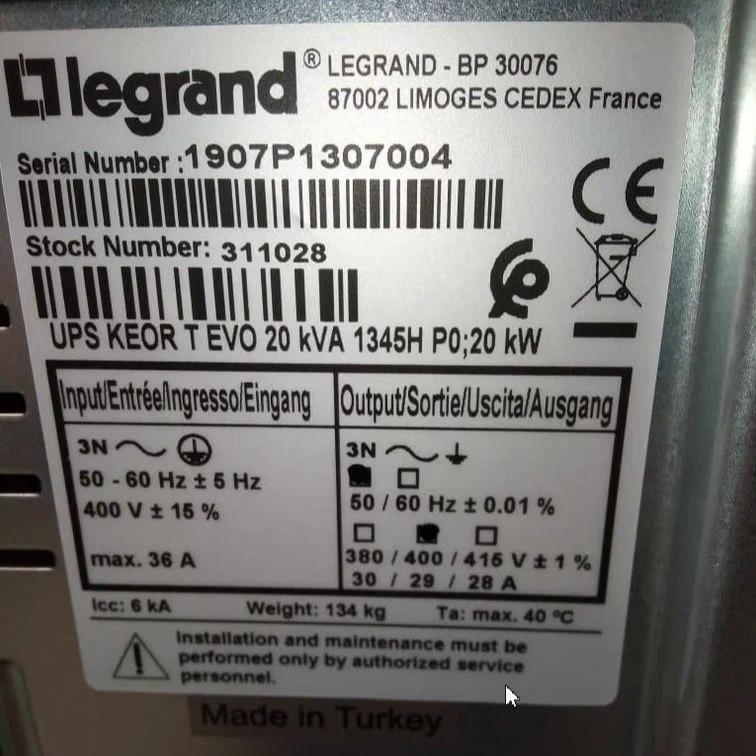 legrand®
LEGRAND - BP 30076
87002 LIMOGES CEDEX France
Serial Number :1907P1307004
CE
Stock Number: 311028
UPS KEOR T EVO 20 kVA 1345H P0;20 kW
Input/Entrée/Ingresso/Eingang
3N
50 - 60 Hz ± 5 Hz
400 V ± 15 %
max. 36 A
Output/Sortie/Uscita/Ausgang
3N
50 / 60 Hz ± 0.01 %
380 / 400 / 415 V ± 1 %
30 / 29 / 28 A
Icc: 6 kA Weight: 134 kg Ta: max. 40 ºC
Installation and maintenance must be
performed only by authorized service
personnel.
Made in Turkey